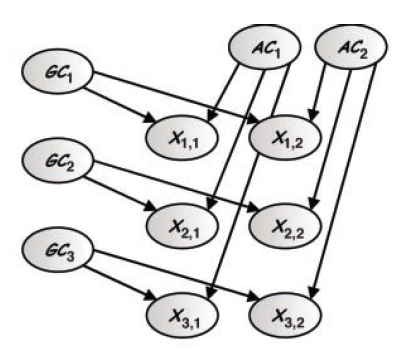 GC₁ AC₁ AC₂
X₁,₁ X₁,₂
GC₂
X₂,₁ X₂,₂
GC₃
X₃,₁ X₃,₂